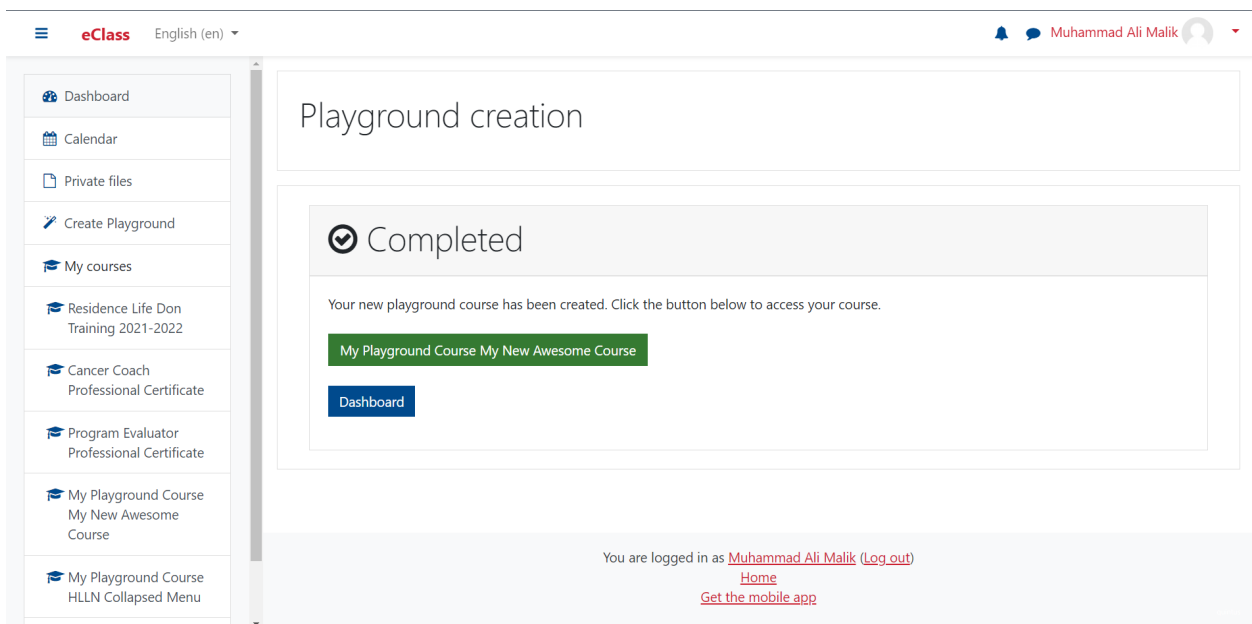 eClass English (en)
Muhammad Ali Malik
Dashboard
Calendar
Private files
Create Playground
My courses
Residence Life Don
Training 2021-2022
Cancer Coach
Professional Certificate
Program Evaluator
Professional Certificate
My Playground Course
My New Awesome
Course
My Playground Course
HLLN Collapsed Menu
Playground creation
Completed
Your new playground course has been created. Click the button below to access your course.
My Playground Course My New Awesome Course
Dashboard
You are logged in as Muhammad Ali Malik (Log out)
Home
Get the mobile app